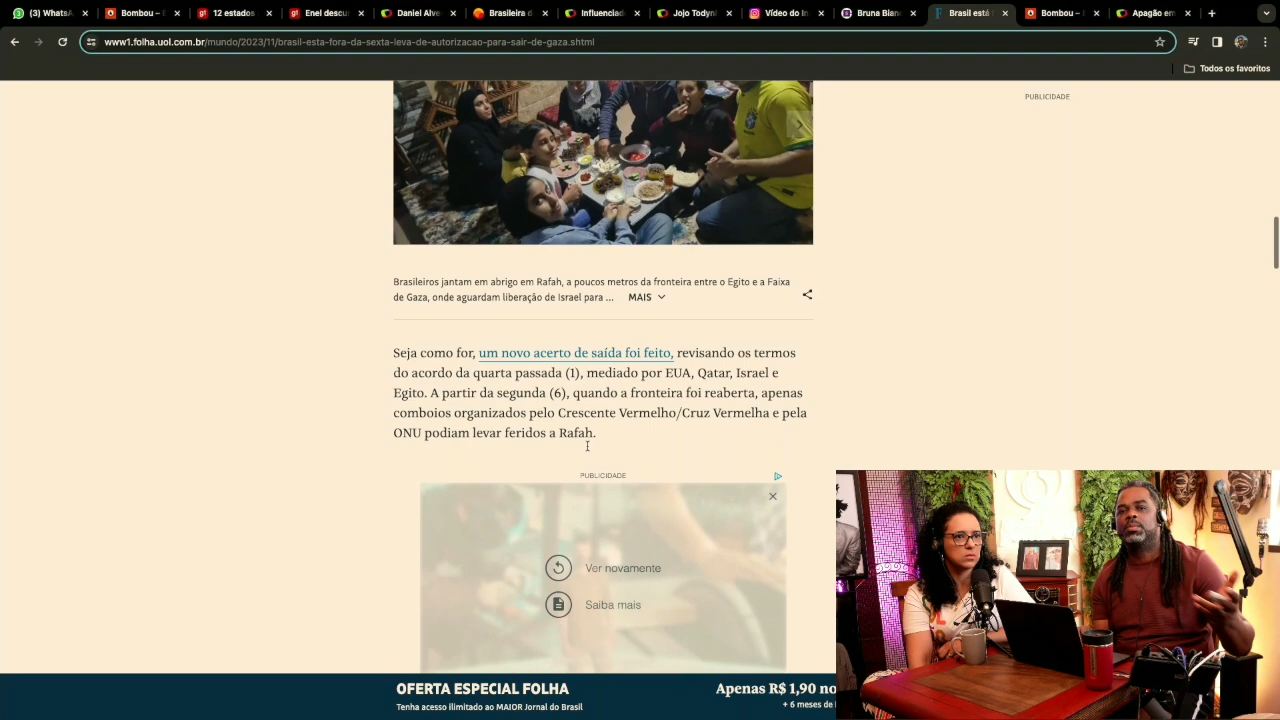 (3) WhatsA
Bombou – I
12 estados
Enel descu
Daniel Alve
Brasileira d
Influenciad
Jojo Todyni
Vídeo do In
Bruna Bian
Brasil está
Bombou – I
Apagão em
www1.folha.uol.com.br/mundo/2023/11/brasil-esta-fora-da-sexta-leva-de-autorizacao-para-sair-de-gaza.shtml
Todos os favoritos
PUBLICIDADE
Brasileiros jantam em abrigo em Rafah, a poucos metros da fronteira entre o Egito e a Faixa
de Gaza, onde aguardam liberação de Israel para ... MAIS
Seja como for, um novo acerto de saída foi feito, revisando os termos
do acordo da quarta passada (1), mediado por EUA, Qatar, Israel e
Egito. A partir da segunda (6), quando a fronteira foi reaberta, apenas
comboios organizados pelo Crescente Vermelho/Cruz Vermelha e pela
ONU podiam levar feridos a Rafah.
PUBLICIDADE
Ver novamente
Saiba mais
OFERTA ESPECIAL FOLHA
Tenha acesso ilimitado ao MAIOR Jornal do Brasil
Apenas R$ 1,90 no
+ 6 meses de